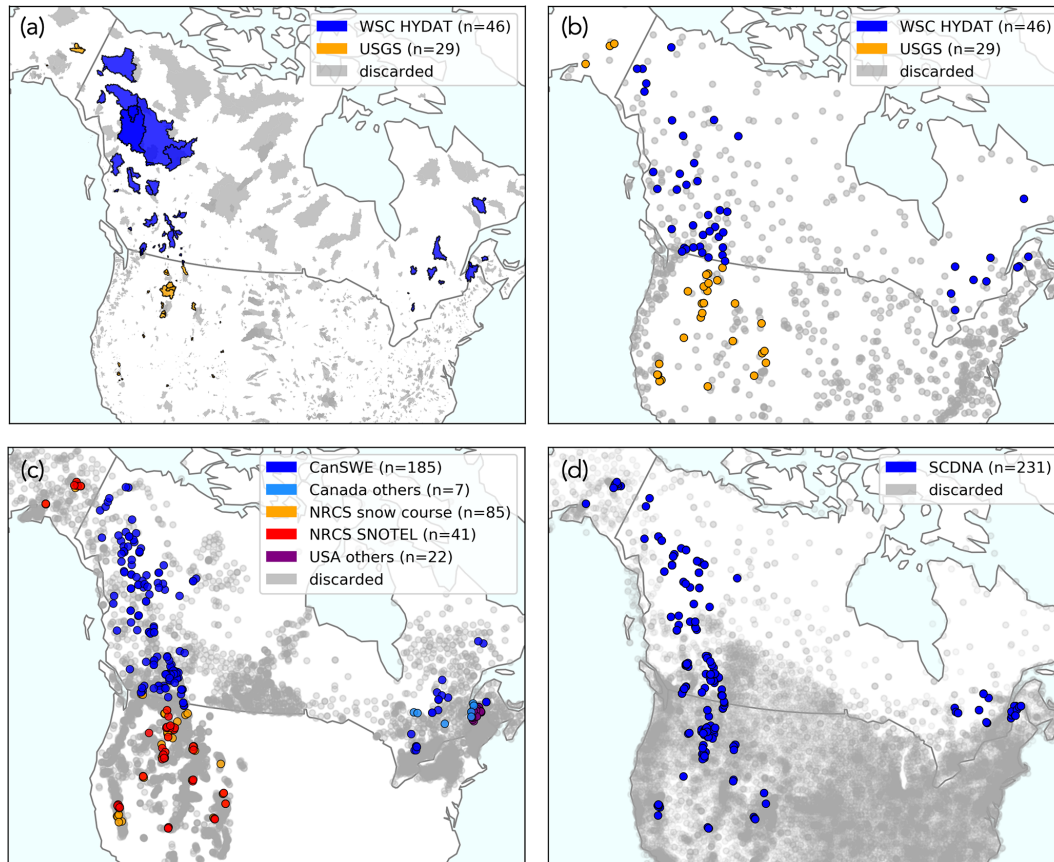 (a)
WSC HYDAT (n=46)
USGS (n=29)
discarded
(b)
WSC HYDAT (n=46)
USGS (n=29)
discarded
(c)
CanSWE (n=185)
Canada others (n=7)
NRCS snow course (n=85)
NRCS SNOTEL (n=41)
USA others (n=22)
discarded
(d)
SCDNA (n=231)
discarded